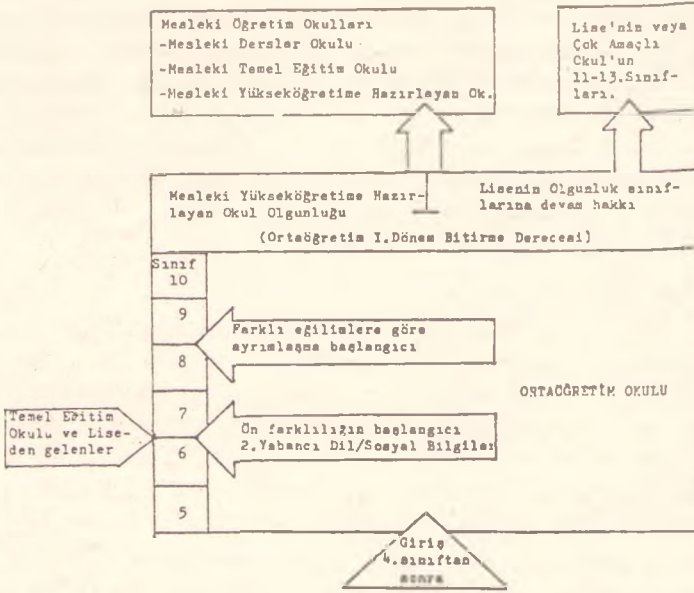 Mesleki Öğretim Okulları
-Mesleki Dersler Okulu
-Mesleki Temel Eğitim Okulu
-Mesleki Yükseköğretime Hazırlayan Ok.
Lise'nin veya
Çok Amaçlı
Okul'un
11-13.Sınıf-
ları.
Mesleki Yükseköğretime Hazır-
layan Okul Olgunluğu
Lisenin Olgunluk sınıf-
larına devam hakkı
(Ortaöğretim I.Dönem Bitirme Derecesi)
Sınıf
10
9
Farklı eğilimlere göre
ayrımlaşma başlangıcı
8
ORTAÖĞRETİM OKULU
7
Temel Eğitim
Okulu ve Lise-
den gelenler
Ön farklılığın başlangıcı
2.Yabancı Dil/Sosyal Bilgiler
6
5
Giriş
4.sınıftan
sonra